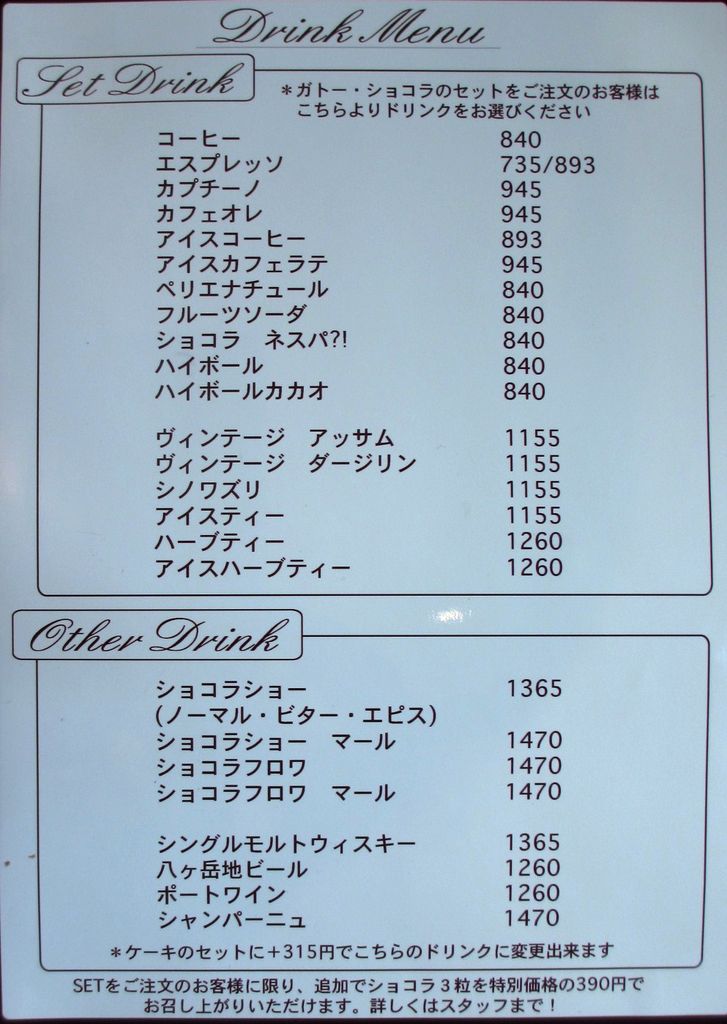 Drink Menu
Set Drink
＊ガトー・ショコラのセットをご注文のお客様は
こちらよりドリンクをお選びください
コーヒー 840
エスプレッソ 735/893
カプチーノ 945
カフェオレ 945
アイスコーヒー 893
アイスカフェラテ 945
ペリエナチュール 840
フルーツソーダ 840
ショコラ　ネスパ?! 840
ハイボール 840
ハイボールカカオ 840
ヴィンテージ　アッサム 1155
ヴィンテージ　ダージリン 1155
シノワズリ 1155
アイスティー 1155
ハーブティー 1260
アイスハーブティー 1260
Other Drink
ショコラショー 1365
(ノーマル・ビター・エピス)
ショコラショー　マール 1470
ショコラフロワ 1470
ショコラフロワ　マール 1470
シングルモルトウィスキー 1365
八ヶ岳地ビール 1260
ポートワイン 1260
シャンパーニュ 1470
＊ケーキのセットに＋315円でこちらのドリンクに変更出来ます
SETをご注文のお客様に限り、追加でショコラ３粒を特別価格の390円で
お召し上がりいただけます。詳しくはスタッフまで！